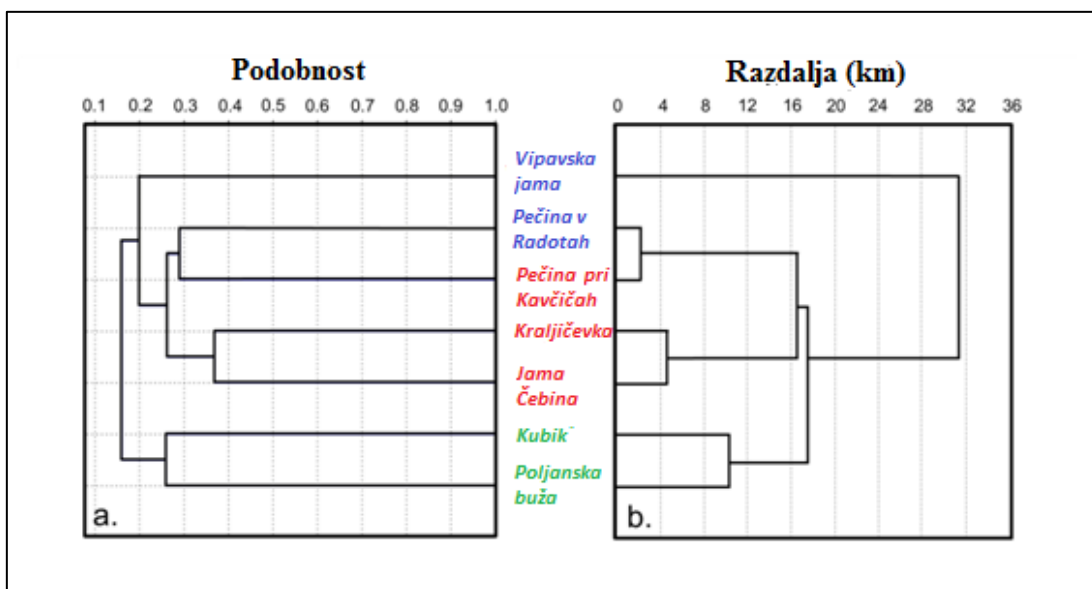 Podobnost
Razdalja (km)
0.1 0.2 0.3 0.4 0.5 0.6 0.7 0.8 0.9 1.0
0 4 8 12 16 20 24 28 32 36
Vipavska
jama
Pečina v
Radotah
Pečina pri
Kavčičah
Kraljičevka
Jama
Čebina
Kubik
Poljanska
buža
a.
b.